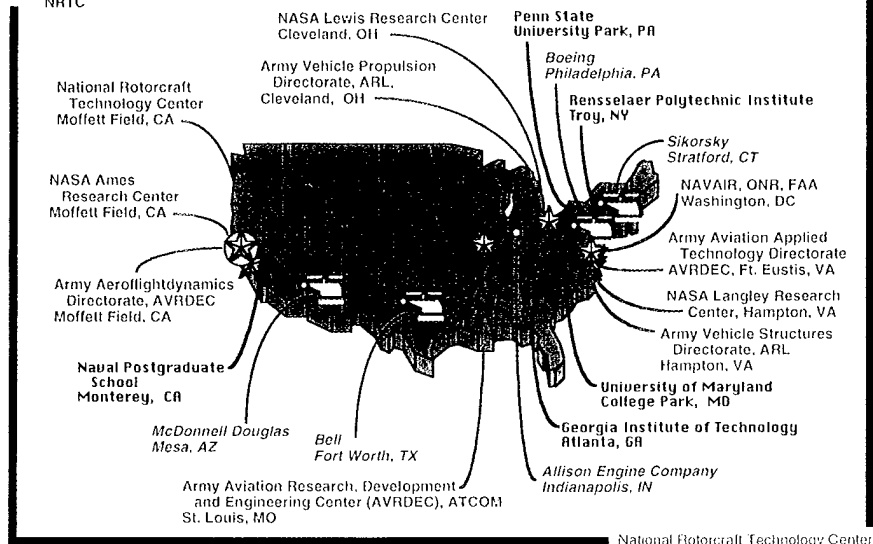 NRTC
NASA Lewis Research Center
Cleveland, OH
Penn State
University Park, PA
Army Vehicle Propulsion
Directorate, ARL,
Cleveland, OH
Boeing
Philadelphia, PA
National Rotorcraft
Technology Center
Moffett Field, CA
Rensselaer Polytechnic Institute
Troy, NY
Sikorsky
Stratford, CT
NASA Ames
Research Center
Moffett Field, CA
NAVAIR, ONR, FAA
Washington, DC
Army Aviation Applied
Technology Directorate
AVRDEC, Ft. Eustis, VA
Army Aeroflightdynamics
Directorate, AVRDEC
Moffett Field, CA
NASA Langley Research
Center, Hampton, VA
Army Vehicle Structures
Directorate, ARL
Hampton, VA
Naval Postgraduate
School
Monterey, CA
University of Maryland
College Park, MD
McDonnell Douglas
Mesa, AZ
Bell
Fort Worth, TX
Georgia Institute of Technology
Atlanta, GA
Allison Engine Company
Indianapolis, IN
Army Aviation Research, Development
and Engineering Center (AVRDEC), ATCOM
St. Louis, MO
National Rotorcraft Technology Center